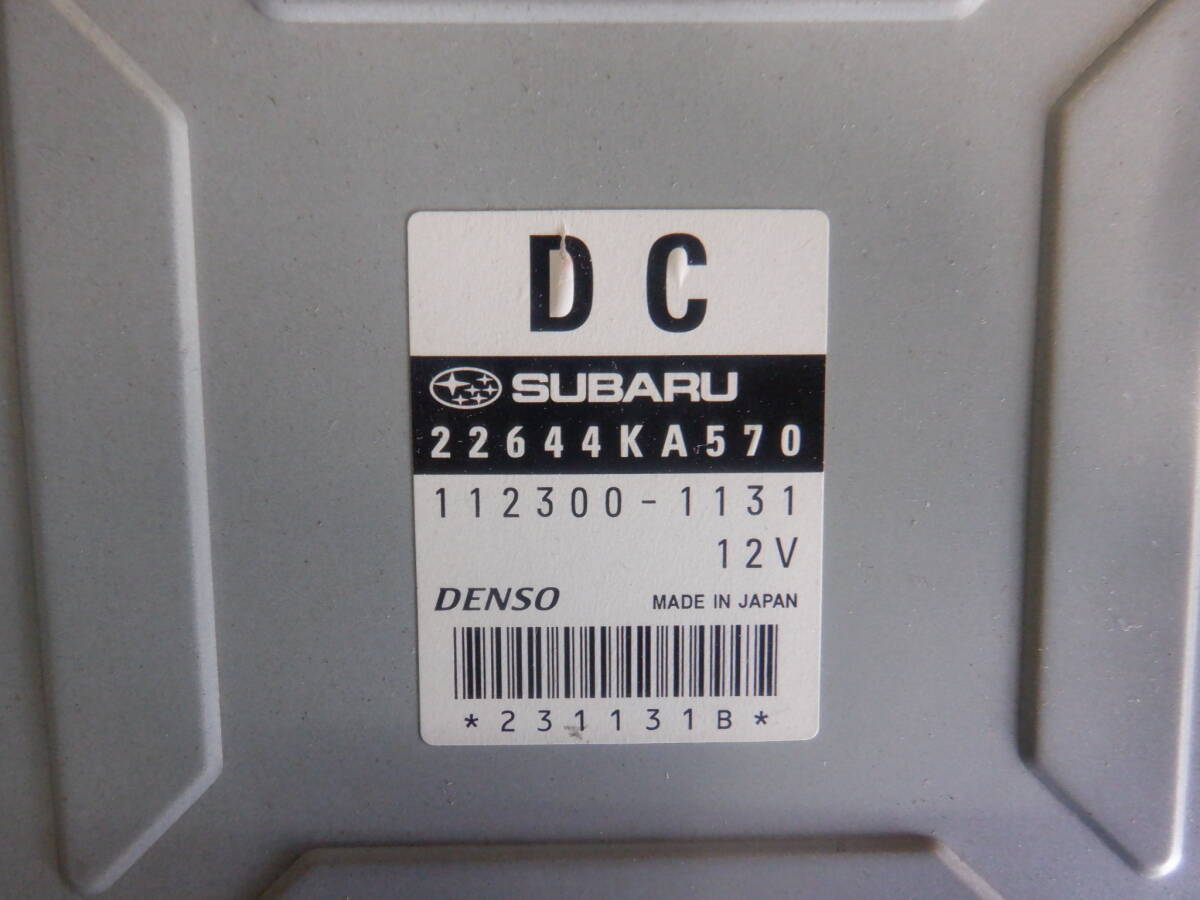 DC
SUBARU
22644KA570
112300-1131
12V
DENSO MADE IN JAPAN
*231131B*